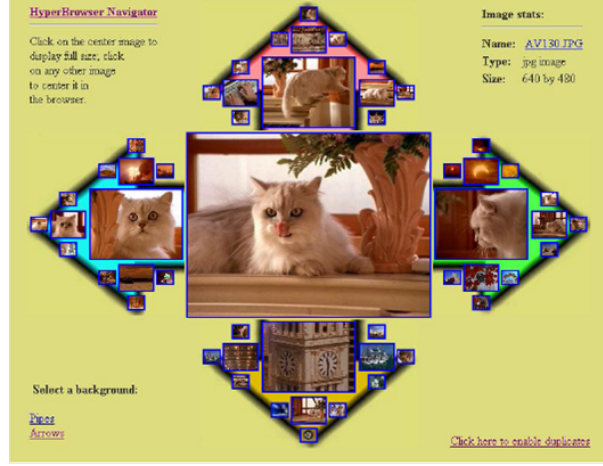 HyperBrowser Navigator
Click on the center image to
display full size, click
on any other image
to center it in
the browser.
Image stats:
Name: AV130.JPG
Type: jpg image
Size: 640 by 480
Select a background:
Pipes
Arrows
Click here to enable duplicates